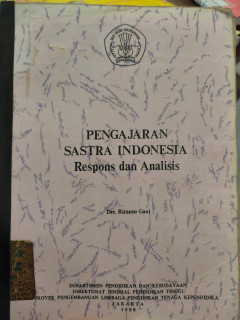 PENGAJARAN
SASTRA INDONESIA
Respons dan Analisis
Drs. Rizanur Gani
DEPARTEMEN PENDIDIKAN DAN KEBUDAYAAN
DIREKTORAT JENDRAL PENDIDIKAN TINGGI
PROYEK PENGEMBANGAN LEMBAGA PENDIDIKAN TENAGA KEPENDIDIKAN
JAKARTA
1988